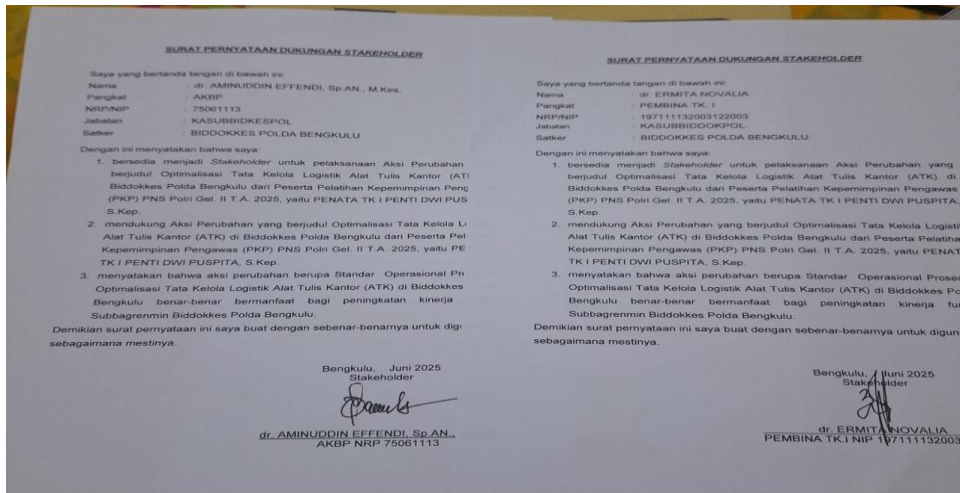 SURAT PERNYATAAN DUKUNGAN STAKEHOLDER
Saya yang bertanda tangan di bawah ini:
Nama : dr. AMINUDDIN EFFENDI, Sp.AN., M.Kes.
Pangkat : AKBP
NRP/NIP : 75061113
Jabatan : KASUBBIDKESPOL
Satker : BIDDOKKES POLDA BENGKULU
Dengan ini menyatakan bahwa saya:
1. bersedia menjadi Stakeholder untuk pelaksanaan Aksi Perubahan
berjudul Optimalisasi Tata Kelola Logistik Alat Tulis Kantor (AT
Biddokkes Polda Bengkulu dari Peserta Pelatihan Kepemimpinan Peng
(PKP) PNS Polri Gel. II T.A. 2025, yaitu PENATA TK I PENTI DWI PUS
S.Kep.
2. mendukung Aksi Perubahan yang berjudul Optimalisasi Tata Kelola L
Alat Tulis Kantor (ATK) di Biddokkes Polda Bengkulu dari Peserta Pel
Kepemimpinan Pengawas (PKP) PNS Polri Gel. II T.A. 2025, yaitu PE
TK I PENTI DWI PUSPITA, S.Kep.
3. menyatakan bahwa aksi perubahan berupa Standar Operasional Pr
Optimalisasi Tata Kelola Logistik Alat Tulis Kantor (ATK) di Biddokkes
Bengkulu benar-benar bermanfaat bagi peningkatan kinerja
Subbagrenmin Biddokkes Polda Bengkulu.
Demikian surat pernyataan ini saya buat dengan sebenar-benarnya untuk dig
sebagaimana mestinya.
Bengkulu, Juni 2025
Stakeholder
dr. AMINUDDIN EFFENDI, Sp.AN.,
AKBP NRP 75061113
SURAT PERNYATAAN DUKUNGAN STAKEHOLDER
Saya yang bertanda tangan di bawah ini:
Nama : dr. ERMITA NOVALIA
Pangkat : PEMBINA TK. I
NRP/NIP : 197111132003122003
Jabatan : KASUBBIDDOKPOL
Satker : BIDDOKKES POLDA BENGKULU
Dengan ini menyatakan bahwa saya:
1. bersedia menjadi Stakeholder untuk pelaksanaan Aksi Perubahan yang
berjudul Optimalisasi Tata Kelola Logistik Alat Tulis Kantor (ATK) di
Biddokkes Polda Bengkulu dari Peserta Pelatihan Kepemimpinan Pengawas
(PKP) PNS Polri Gel. II T.A. 2025, yaitu PENATA TK I PENTI DWI PUSPITA,
S.Kep.
2. mendukung Aksi Perubahan yang berjudul Optimalisasi Tata Kelola Logisti
Alat Tulis Kantor (ATK) di Biddokkes Polda Bengkulu dari Peserta Pelatiha
Kepemimpinan Pengawas (PKP) PNS Polri Gel. II T.A. 2025, yaitu PENAT
TK I PENTI DWI PUSPITA, S.Kep.
3. menyatakan bahwa aksi perubahan berupa Standar Operasional Prosed
Optimalisasi Tata Kelola Logistik Alat Tulis Kantor (ATK) di Biddokkes Po
Bengkulu benar-benar bermanfaat bagi peningkatan kinerja fu
Subbagrenmin Biddokkes Polda Bengkulu.
Demikian surat pernyataan ini saya buat dengan sebenar-benarnya untuk digun
sebagaimana mestinya.
Bengkulu, Juni 2025
Stakeholder
dr. ERMITA NOVALIA
PEMBINA TK.I NIP 197111132003